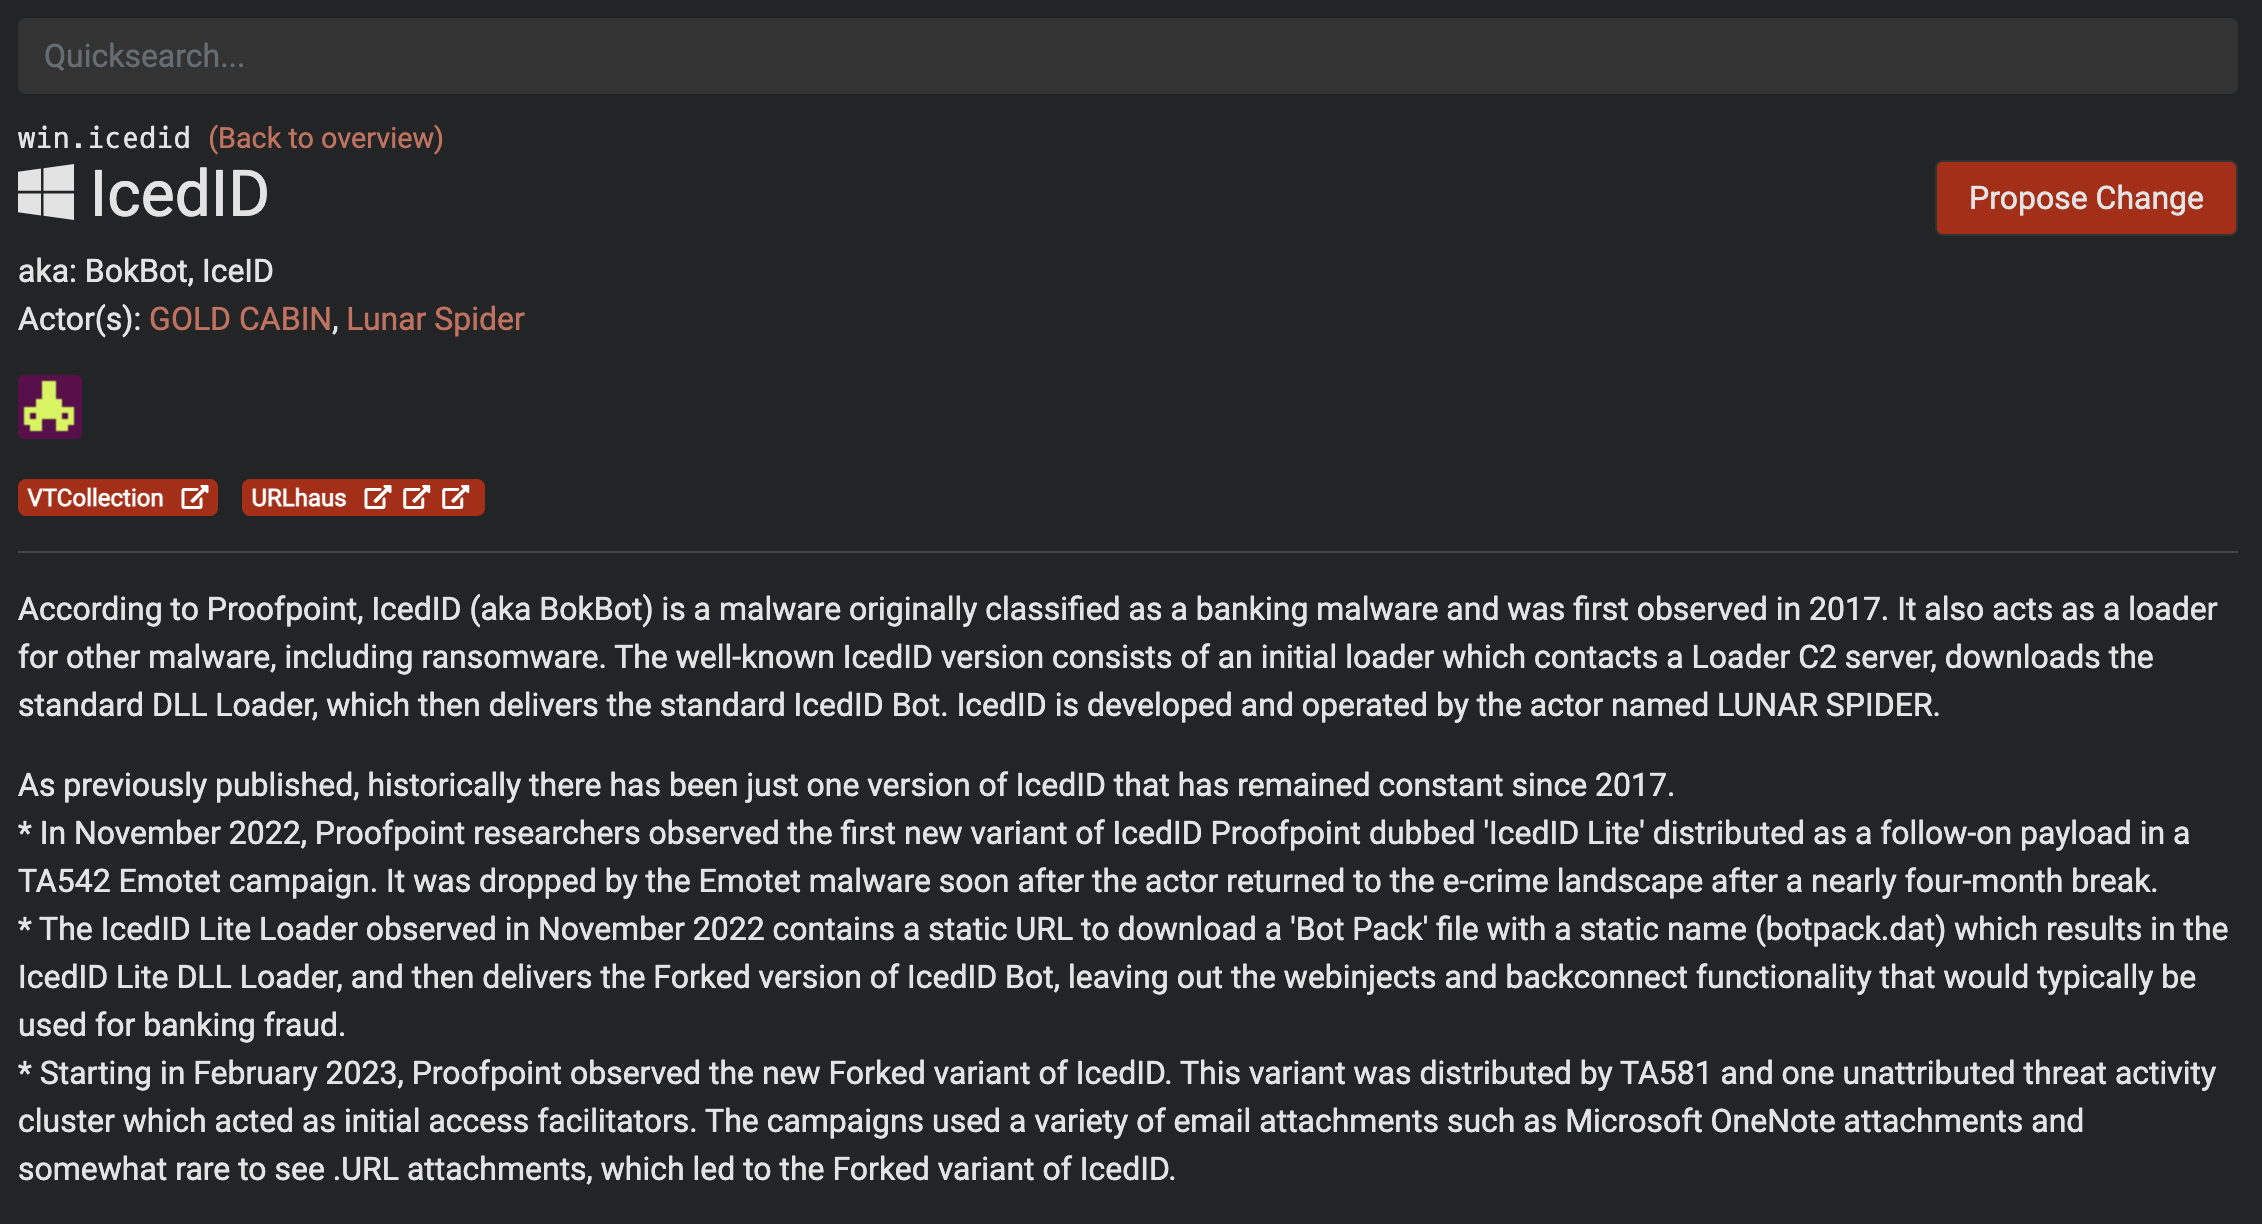 Quicksearch...
win.icedid (Back to overview)
IcedID
Propose Change
aka: BokBot, IceID
Actor(s): GOLD CABIN, Lunar Spider
VTCollection
URLhaus
According to Proofpoint, IcedID (aka BokBot) is a malware originally classified as a banking malware and was first observed in 2017. It also acts as a loader
for other malware, including ransomware. The well-known IcedID version consists of an initial loader which contacts a Loader C2 server, downloads the
standard DLL Loader, which then delivers the standard IcedID Bot. IcedID is developed and operated by the actor named LUNAR SPIDER.
As previously published, historically there has been just one version of IcedID that has remained constant since 2017.
* In November 2022, Proofpoint researchers observed the first new variant of IcedID Proofpoint dubbed 'IcedID Lite' distributed as a follow-on payload in a
TA542 Emotet campaign. It was dropped by the Emotet malware soon after the actor returned to the e-crime landscape after a nearly four-month break.
* The IcedID Lite Loader observed in November 2022 contains a static URL to download a 'Bot Pack' file with a static name (botpack.dat) which results in the
IcedID Lite DLL Loader, and then delivers the Forked version of IcedID Bot, leaving out the webinjects and backconnect functionality that would typically be
used for banking fraud.
* Starting in February 2023, Proofpoint observed the new Forked variant of IcedID. This variant was distributed by TA581 and one unattributed threat activity
cluster which acted as initial access facilitators. The campaigns used a variety of email attachments such as Microsoft OneNote attachments and
somewhat rare to see .URL attachments, which led to the Forked variant of IcedID.